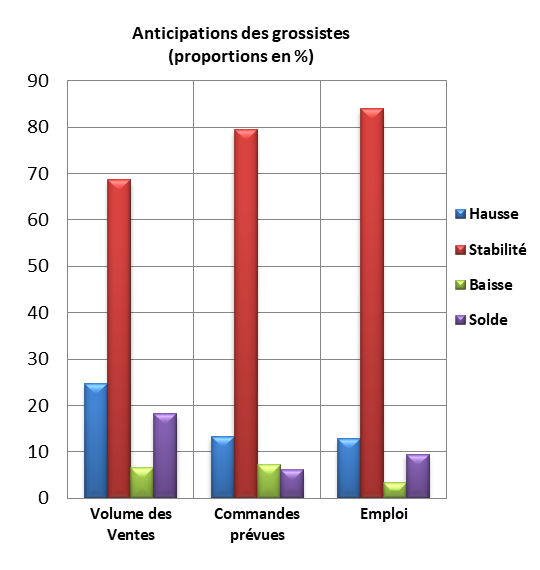 Anticipations des grossistes
(proportions en %)
90
80
70
60
50
40
30
20
10
0
Hausse
Stabilité
Baisse
Solde
Volume des
Ventes
Commandes
prévues
Emploi